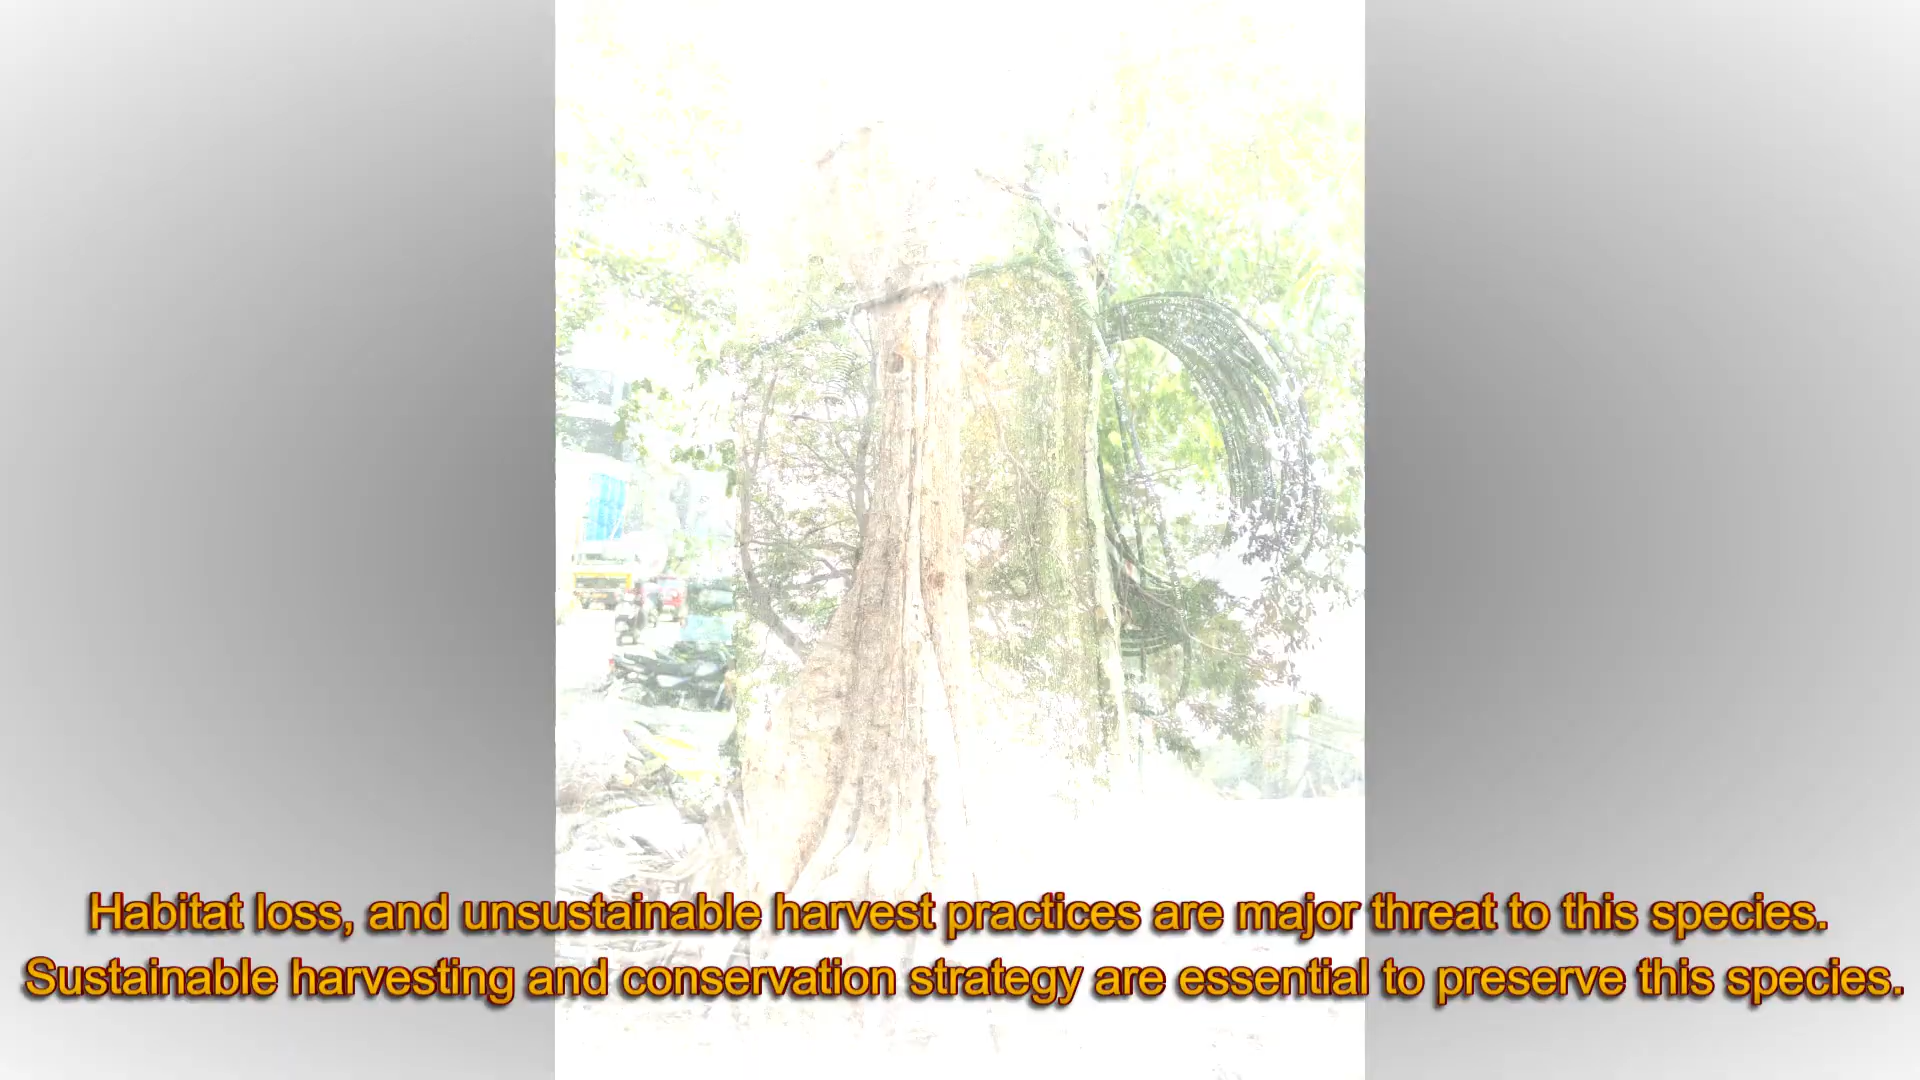 Habitat loss, and unsustainable harvest practices are major threat to this species.
Sustainable harvesting and conservation strategy are essential to preserve this species.